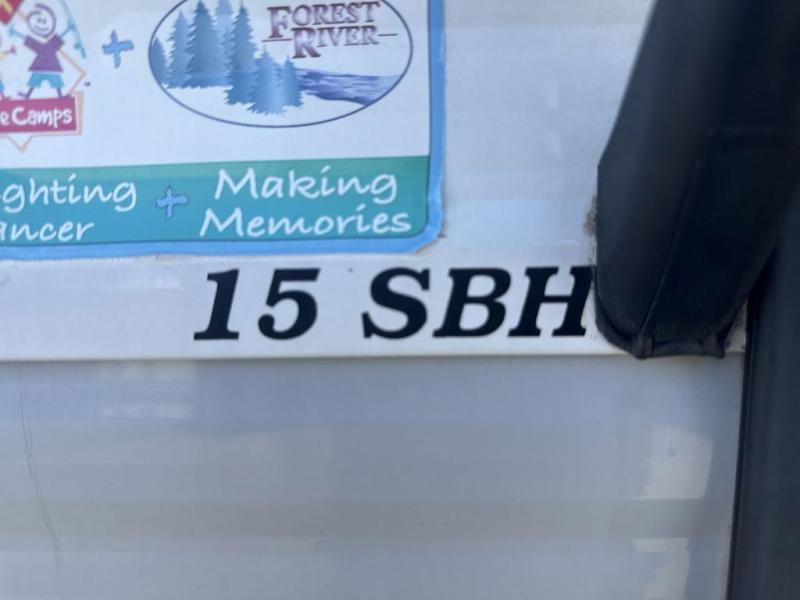 FOREST
RIVER
e Camps
ghting + Making
ancer Memories
15 SBH